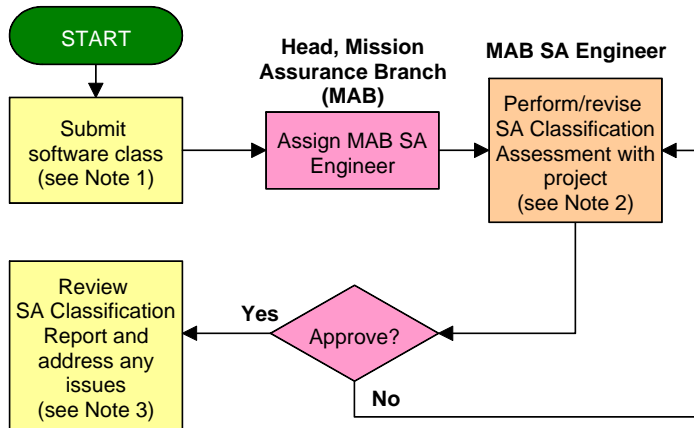 START
Head, Mission
Assurance Branch
(MAB)
MAB SA Engineer
Submit
software class
(see Note 1)
Assign MAB SA
Engineer
Perform/revise
SA Classification
Assessment with
project
(see Note 2)
Review
SA Classification
Report and
address any
issues
(see Note 3)
Yes
Approve?
No